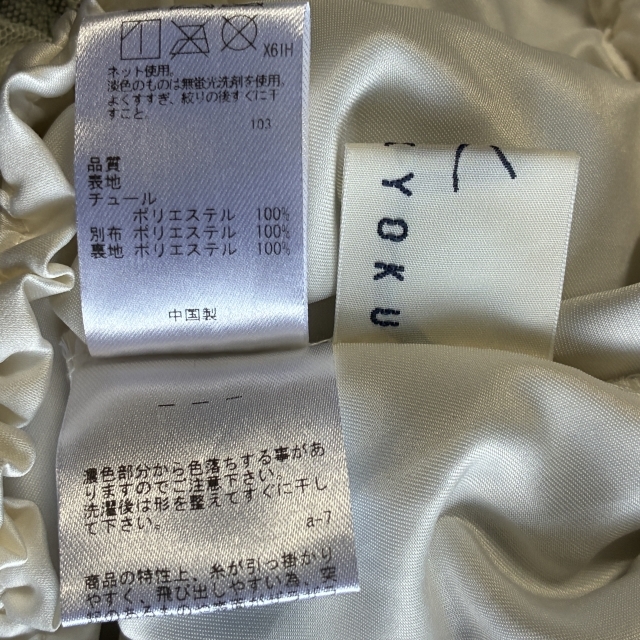 X61H
ネット使用。
淡色のものは無蛍光洗剤を使用。
よくすすぎ、絞りの後すぐに干
すこと。
103
品質
表地
チュール
ポリエステル 100%
別布 ポリエステル 100%
裏地 ポリエステル 100%
中国製
YOKU
---
濃色部分から色落ちする事があ
りますのでご注意下さい。
洗濯後は形を整えてすぐに干し
て下さい。
a-7
商品の特性上、糸が引っ掛かり
やすく、飛び出しやすい為、突